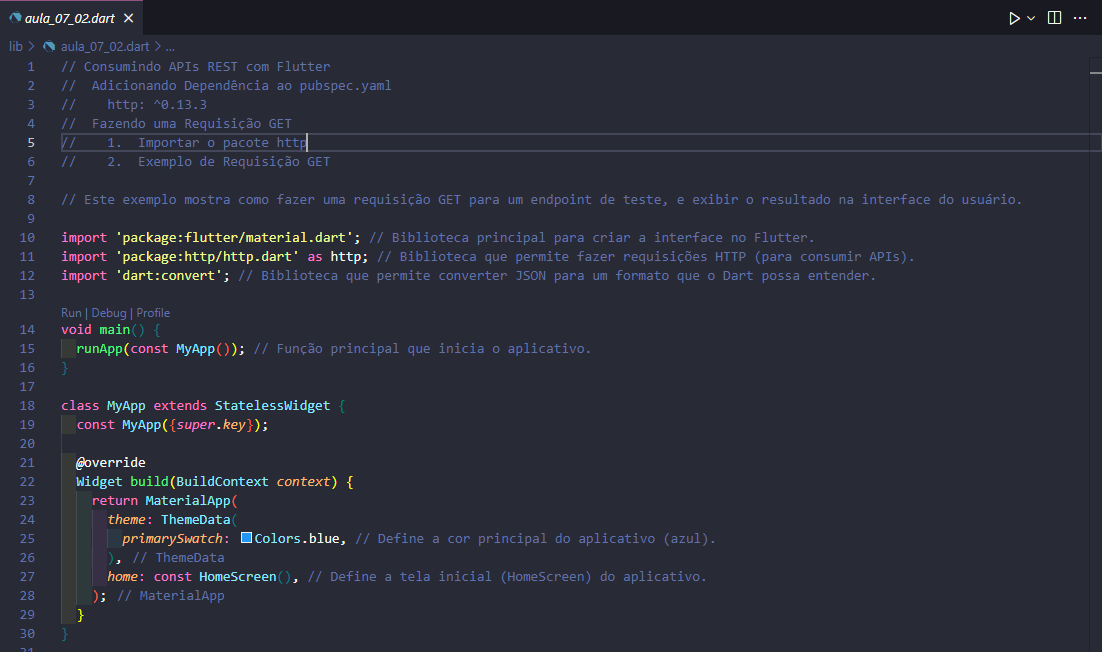 aula_07_02.dart
lib > aula_07_02.dart > ...
1 // Consumindo APIs REST com Flutter
2 //  Adicionando Dependência ao pubspec.yaml
3 //    http: ^0.13.3
4 //  Fazendo uma Requisição GET
5 //    1.  Importar o pacote http
6 //    2.  Exemplo de Requisição GET
7
8 // Este exemplo mostra como fazer uma requisição GET para um endpoint de teste, e exibir o resultado na interface do usuário.
9
10 import 'package:flutter/material.dart'; // Biblioteca principal para criar a interface no Flutter.
11 import 'package:http/http.dart' as http; // Biblioteca que permite fazer requisições HTTP (para consumir APIs).
12 import 'dart:convert'; // Biblioteca que permite converter JSON para um formato que o Dart possa entender.
13
Run | Debug | Profile
14 void main() {
15   runApp(const MyApp()); // Função principal que inicia o aplicativo.
16 }
17
18 class MyApp extends StatelessWidget {
19   const MyApp({super.key});
20
21   @override
22   Widget build(BuildContext context) {
23     return MaterialApp(
24       theme: ThemeData(
25         primarySwatch: Colors.blue, // Define a cor principal do aplicativo (azul).
26       ), // ThemeData
27       home: const HomeScreen(), // Define a tela inicial (HomeScreen) do aplicativo.
28     ); // MaterialApp
29   }
30 }
31